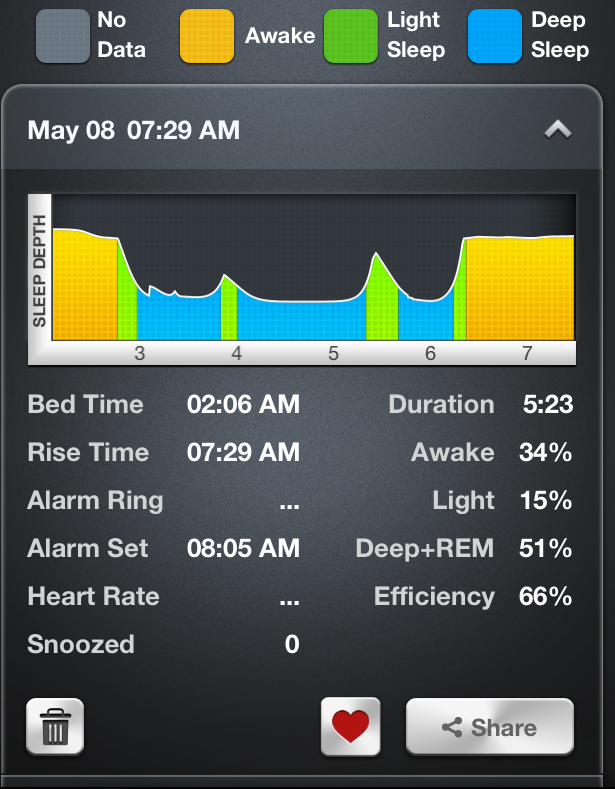 No Data
Awake
Light Sleep
Deep Sleep
May 08 07:29 AM
SLEEP DEPTH
3 4 5 6 7
Bed Time 02:06 AM Duration 5:23
Rise Time 07:29 AM Awake 34%
Alarm Ring ... Light 15%
Alarm Set 08:05 AM Deep+REM 51%
Heart Rate ... Efficiency 66%
Snoozed 0
Share